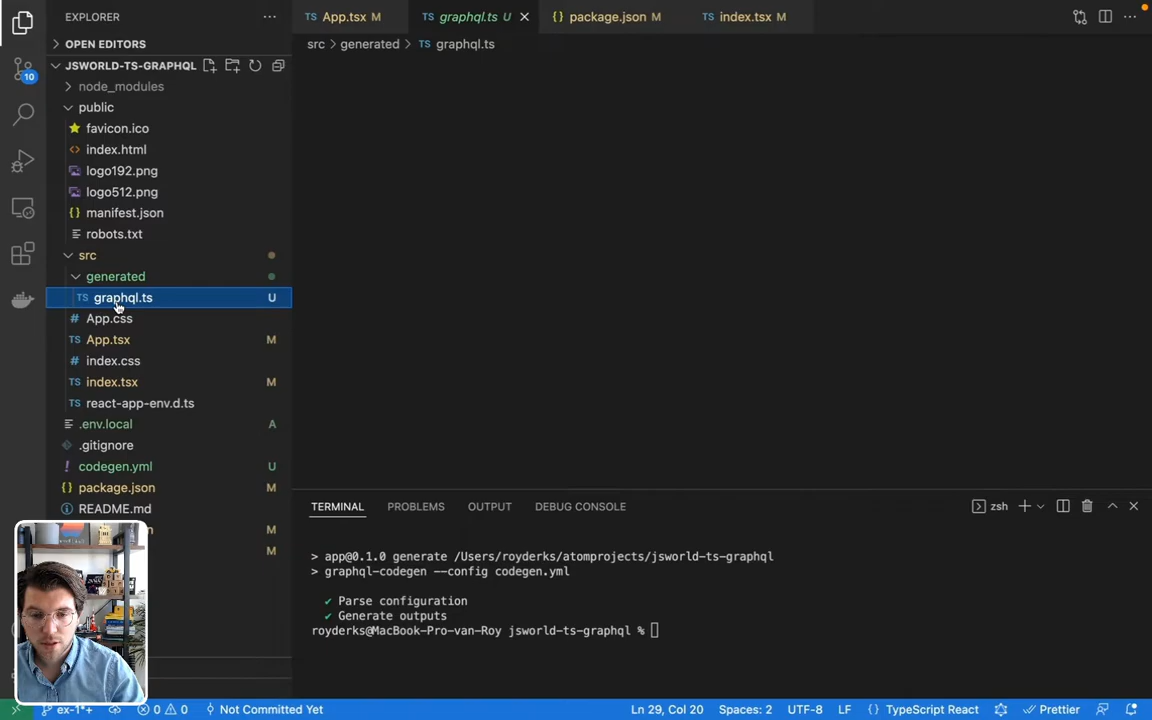 EXPLORER
App.tsx M
graphql.ts U
package.json M
index.tsx M
OPEN EDITORS
src
generated
graphql.ts
JSWORLD-TS-GRAPHQL
node_modules
public
favicon.ico
index.html
logo192.png
logo512.png
manifest.json
robots.txt
src
generated
TS graphql.ts U
# App.css
TS App.tsx M
# index.css
TS index.tsx M
TS react-app-env.d.ts
.env.local A
.gitignore
! codegen.yml U
{} package.json M
README.md
M
M
10
TERMINAL
PROBLEMS
OUTPUT
DEBUG CONSOLE
zsh
> app@0.1.0 generate /Users/royderks/atomprojects/jsworld-ts-graphql
> graphql-codegen --config codegen.yml
✔ Parse configuration
✔ Generate outputs
royderks@MacBook-Pro-van-Roy jsworld-ts-graphql %
ex-1*+
0
0
Not Committed Yet
Ln 29, Col 20
Spaces: 2
UTF-8
LF
{} TypeScript React
Prettier